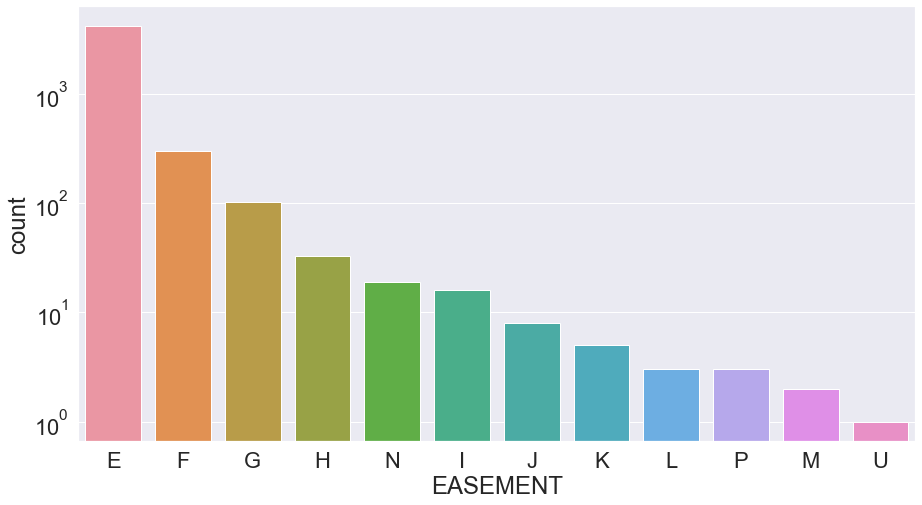 10³
10²
10¹
10⁰
count
E F G H N I J K L P M U
EASEMENT